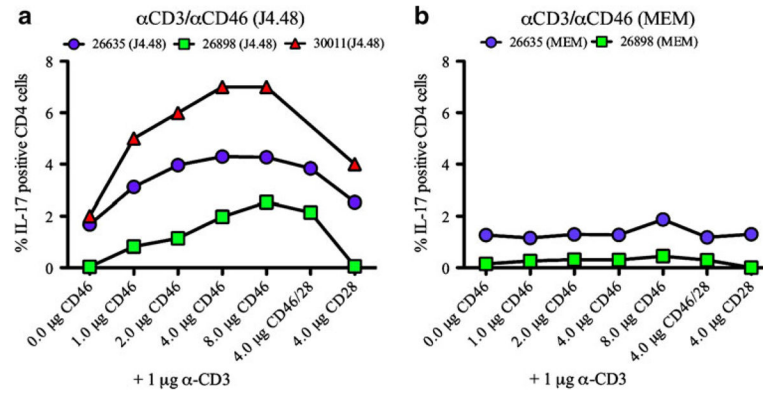 a
αCD3/αCD46 (J4.48)
26635 (J4.48) 26898 (J4.48) 30011(J4.48)
% IL-17 positive CD4 cells
8
6
4
2
0
0.0 µg CD46
1.0 µg CD46
2.0 µg CD46
4.0 µg CD46
8.0 µg CD46
4.0 µg CD46/28
4.0 µg CD28
+ 1 µg α-CD3
b
αCD3/αCD46 (MEM)
26635 (MEM) 26898 (MEM)
% IL-17 positive CD4 cells
8
6
4
2
0
0.0 µg CD46
1.0 µg CD46
2.0 µg CD46
4.0 µg CD46
8.0 µg CD46
4.0 µg CD46/28
4.0 µg CD28
+ 1 µg α-CD3